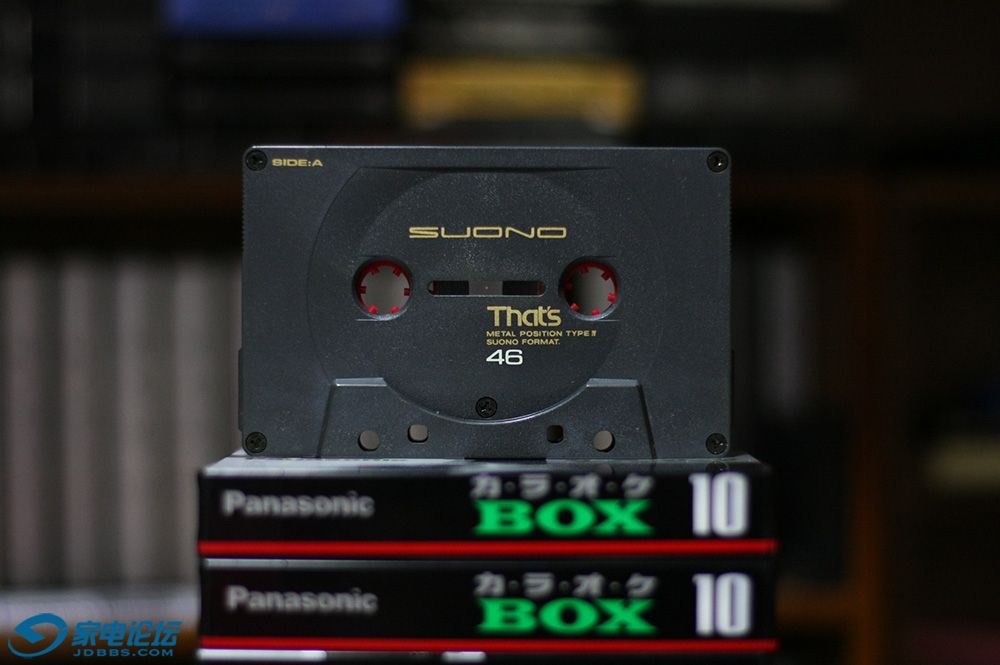 SIDE:A
SUONO
That's
METAL POSITION TYPE Ⅳ
SUONO FORMAT.
46
Panasonic
カ・ラ・オ・ケ
BOX
10
Panasonic
カ・ラ・オ・ケ
BOX
10
家电论坛
JDBBS.COM